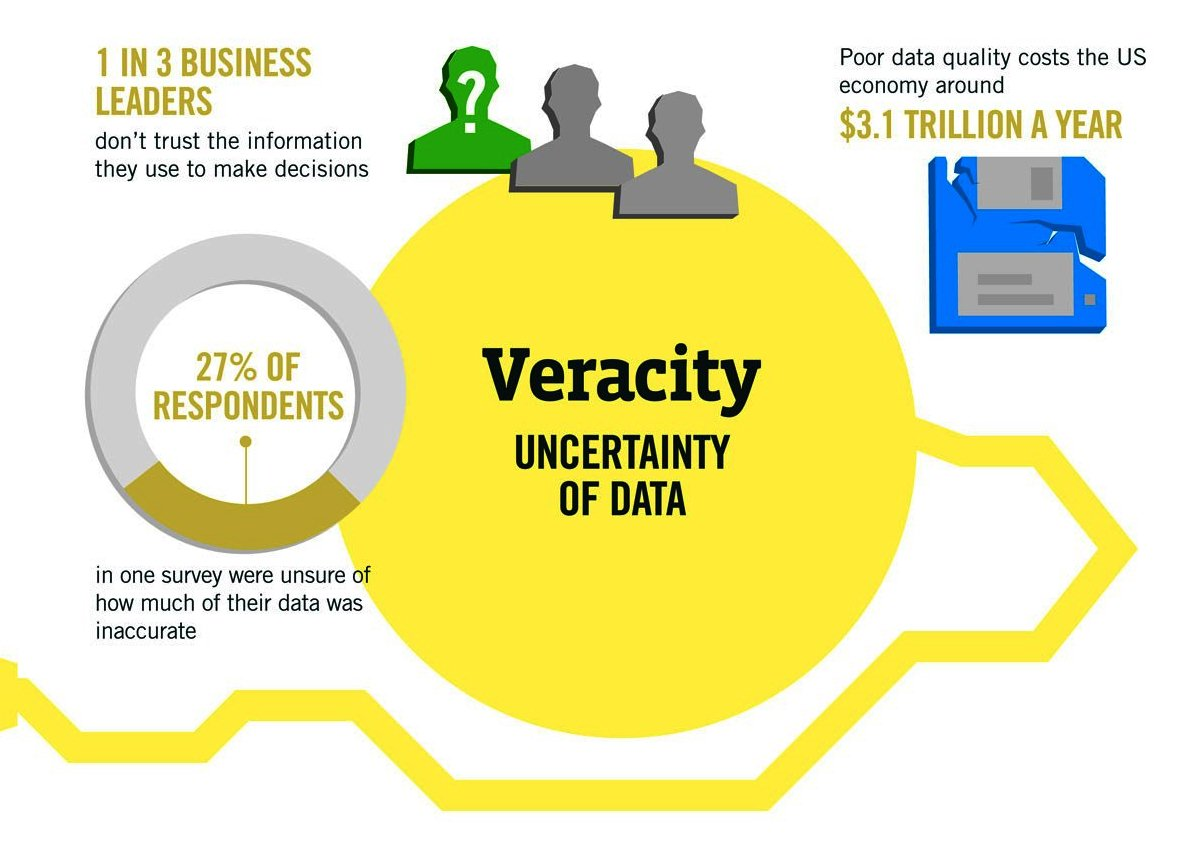 1 IN 3 BUSINESS
LEADERS
don't trust the information
they use to make decisions
?
Poor data quality costs the US
economy around
$3.1 TRILLION A YEAR
27% OF
RESPONDENTS
in one survey were unsure of
how much of their data was
inaccurate
Veracity
UNCERTAINTY
OF DATA